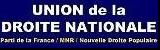 UNION de la
DROITE NATIONALE
Parti de la France / MNR / Nouvelle Droite Populaire